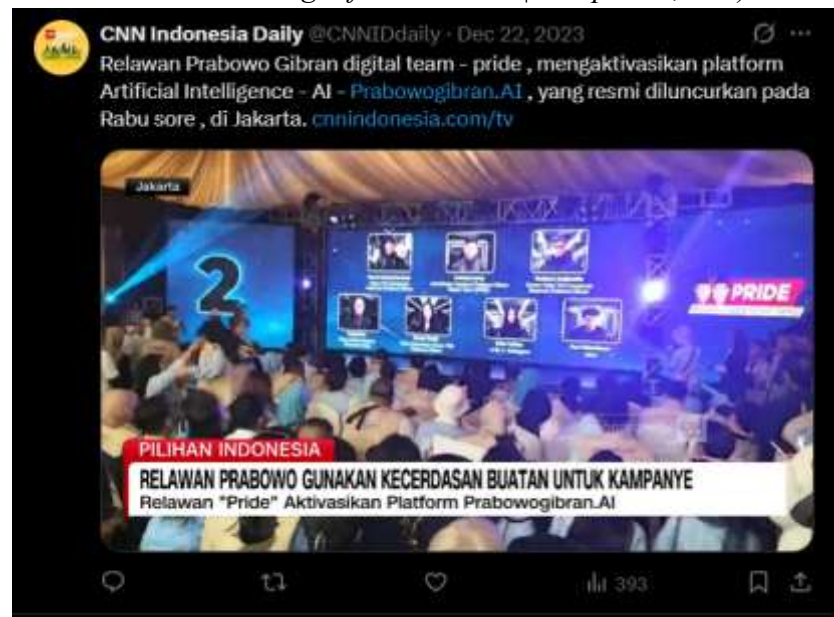 CNN Indonesia Daily @CNNIDdaily · Dec 22, 2023
Relawan Prabowo Gibran digital team - pride , mengaktivasikan platform
Artificial Intelligence - AI - Prabowogibran.AI , yang resmi diluncurkan pada
Rabu sore , di Jakarta. cnnindonesia.com/tv
Jakarta
2
PRIDE
PILIHAN INDONESIA
RELAWAN PRABOWO GUNAKAN KECERDASAN BUATAN UNTUK KAMPANYE
Relawan "Pride" Aktivasikan Platform Prabowogibran.AI
393